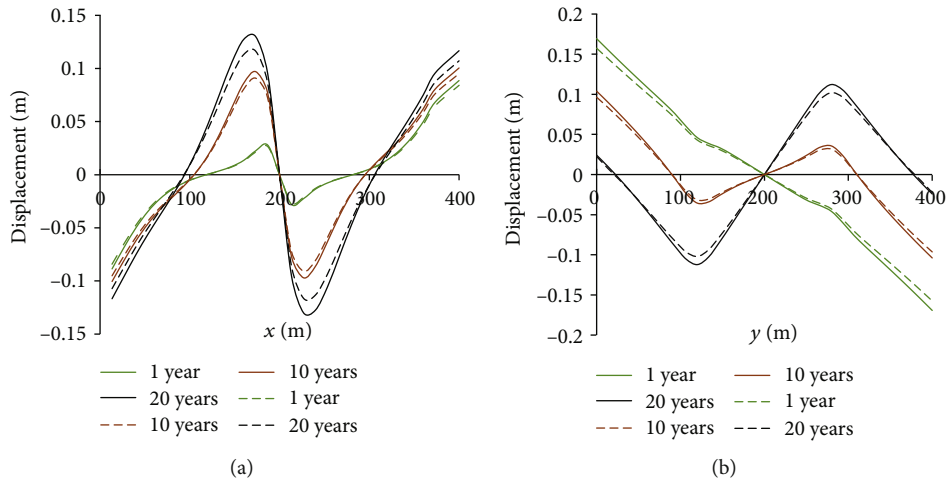 0.15
0.1
0.05
0
−0.05
−0.1
−0.15
0 100 200 300 400
Displacement (m)
x (m)
1 year 10 years
20 years 1 year
10 years 20 years
(a)
0.2
0.15
0.1
0.05
0
−0.05
−0.1
−0.15
−0.2
0 100 200 300 400
Displacement (m)
y (m)
1 year 10 years
20 years 1 year
10 years 20 years
(b)